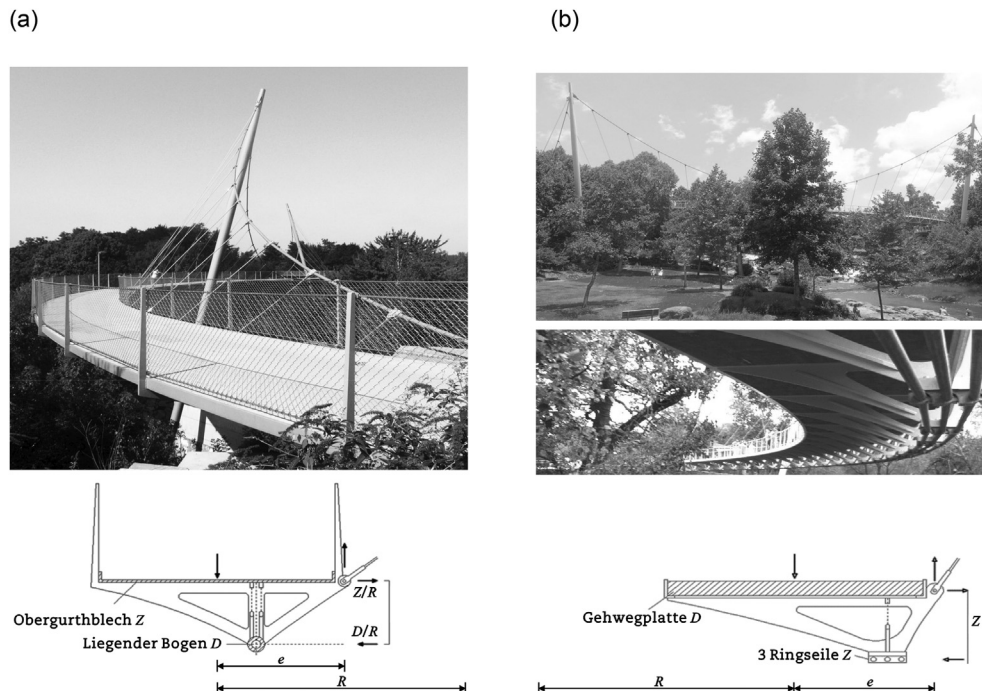 (a)
(b)
Obergurthblech Z
Liegender Bogen D
Z/R
D/R
e
R
Gehwegplatte D
3 Ringseile Z
Z
R
e